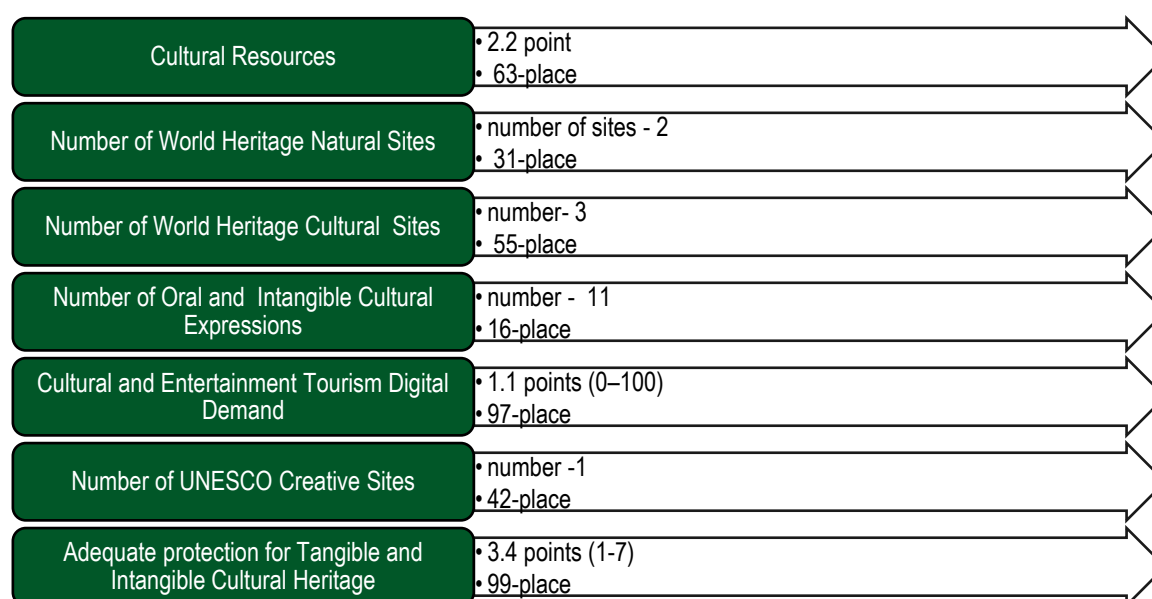 Cultural Resources
• 2.2 point
• 63-place
Number of World Heritage Natural Sites
• number of sites - 2
• 31-place
Number of World Heritage Cultural Sites
• number- 3
• 55-place
Number of Oral and Intangible Cultural
Expressions
• number - 11
• 16-place
Cultural and Entertainment Tourism Digital
Demand
• 1.1 points (0–100)
• 97-place
Number of UNESCO Creative Sites
• number -1
• 42-place
Adequate protection for Tangible and
Intangible Cultural Heritage
• 3.4 points (1-7)
• 99-place